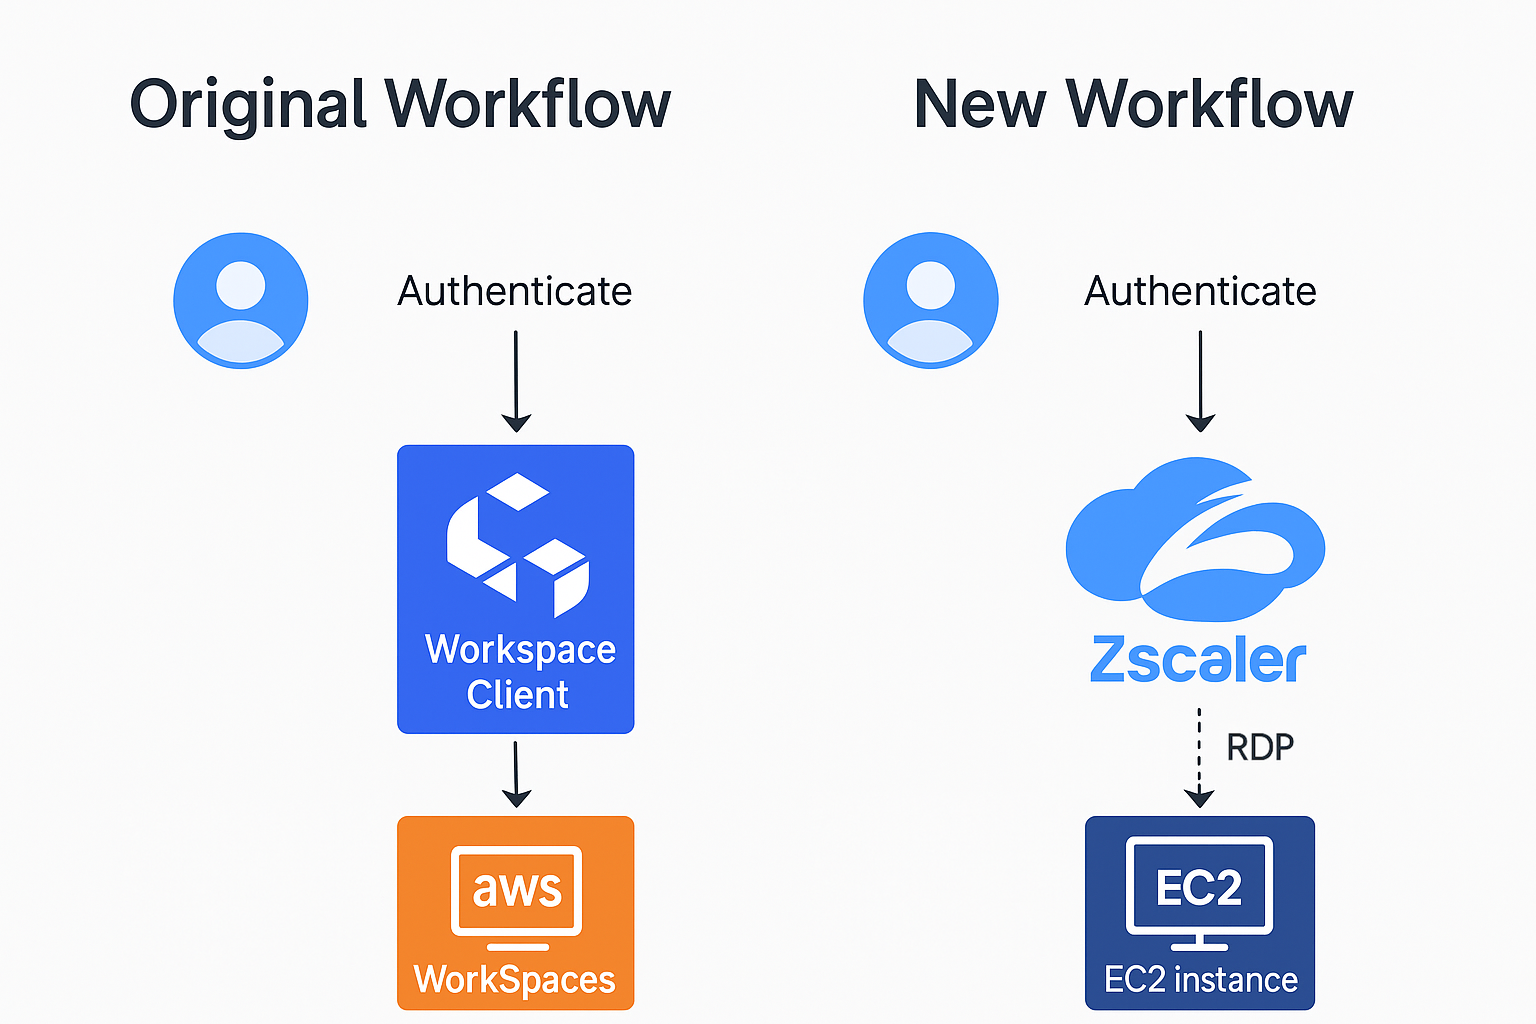 Original Workflow
Authenticate
Workspace
Client
aws
WorkSpaces
New Workflow
Authenticate
Zscaler
RDP
EC2
EC2 instance